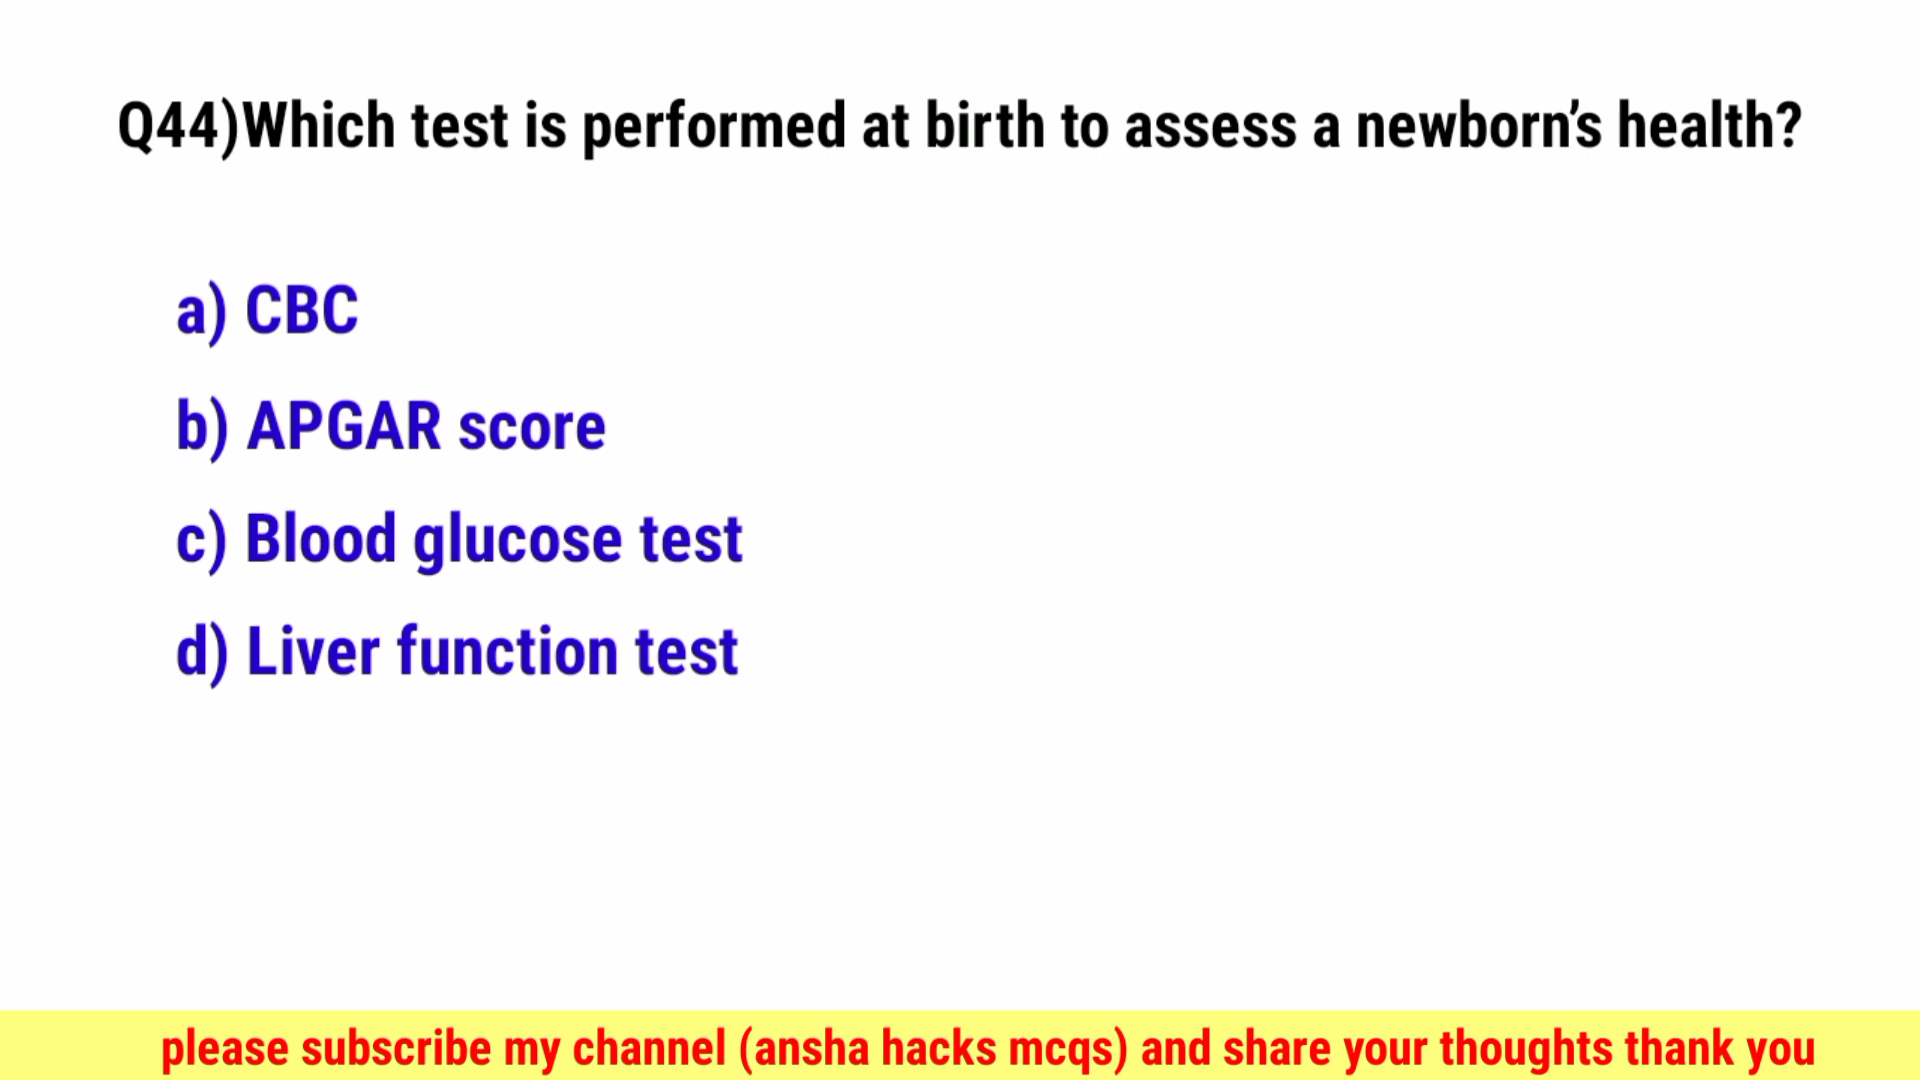 Q44)Which test is performed at birth to assess a newborn’s health?
a) CBC
b) APGAR score
c) Blood glucose test
d) Liver function test
please subscribe my channel (ansha hacks mcqs) and share your thoughts thank you